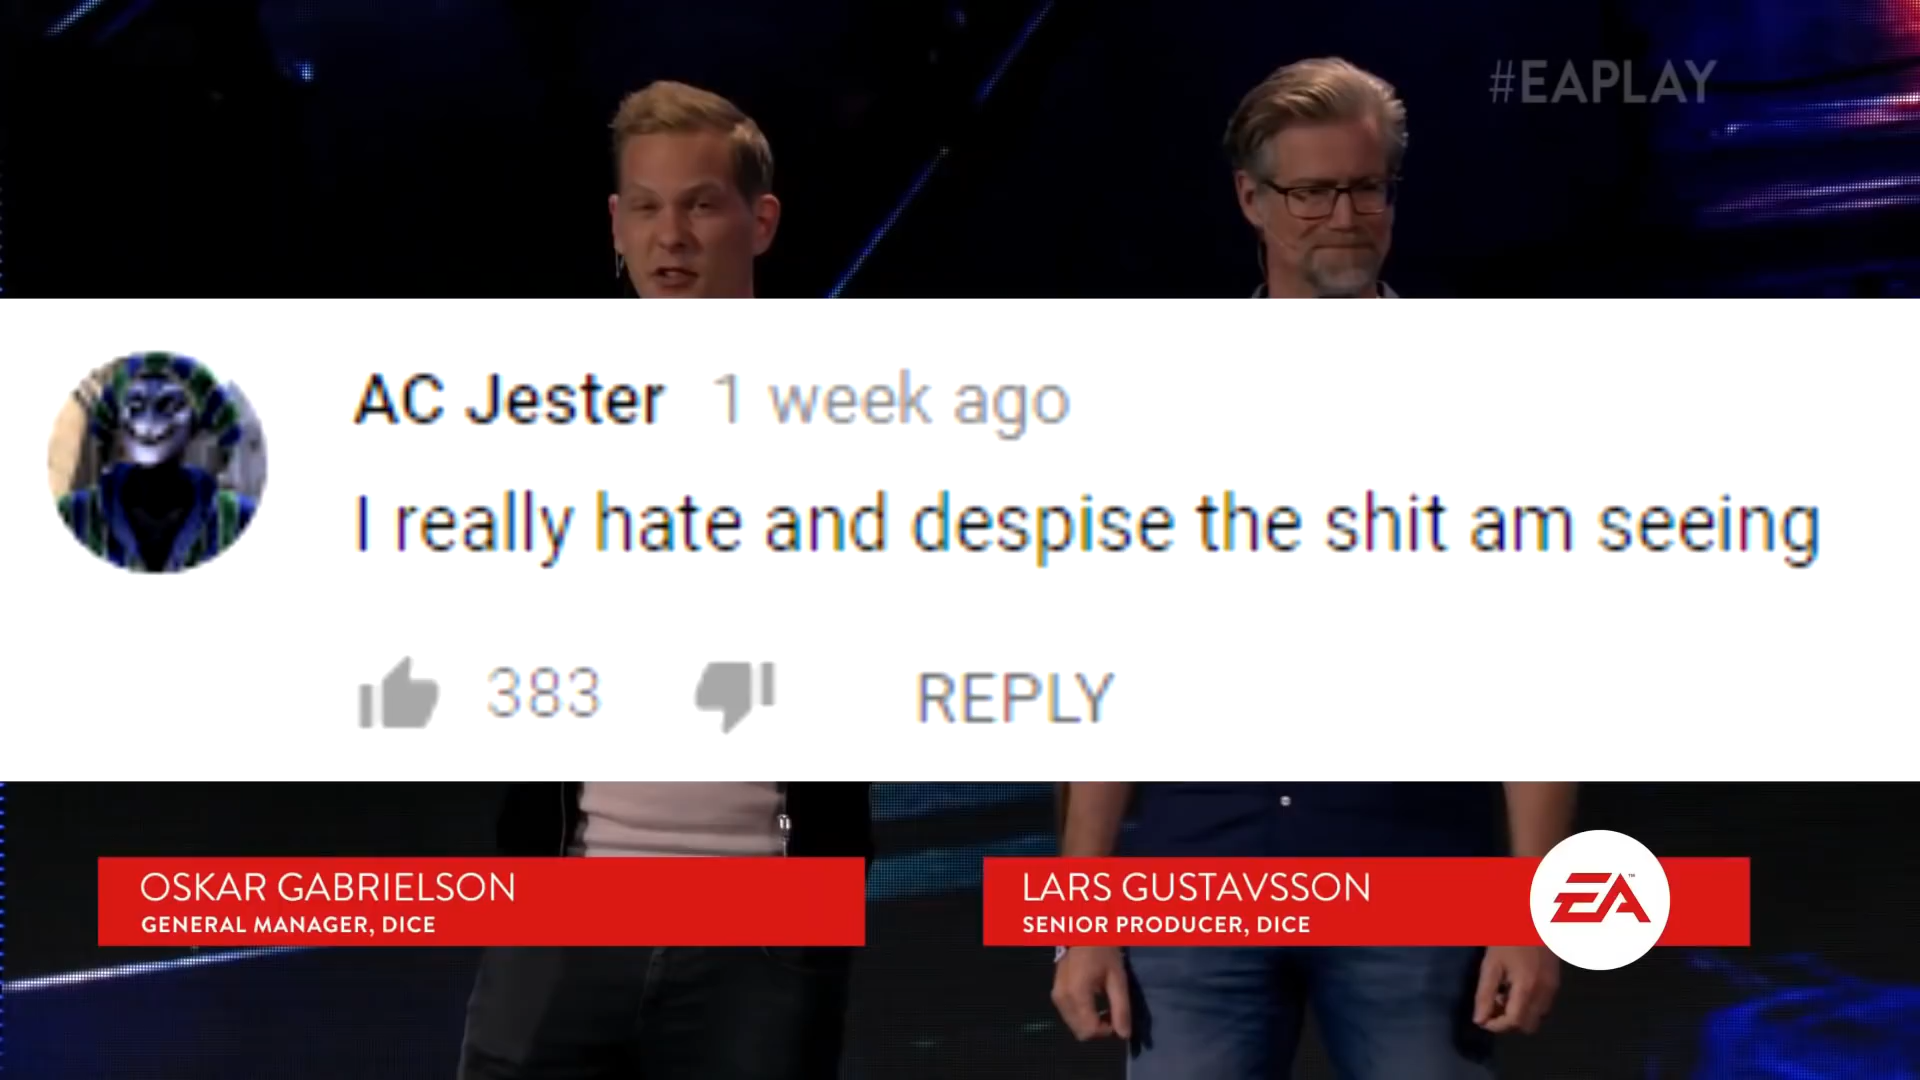 #EAPLAY
AC Jester 1 week ago
I really hate and despise the shit am seeing
383 REPLY
OSKAR GABRIELSON LARS GUSTAVSSON
GENERAL MANAGER, DICE SENIOR PRODUCER, DICE
EA™